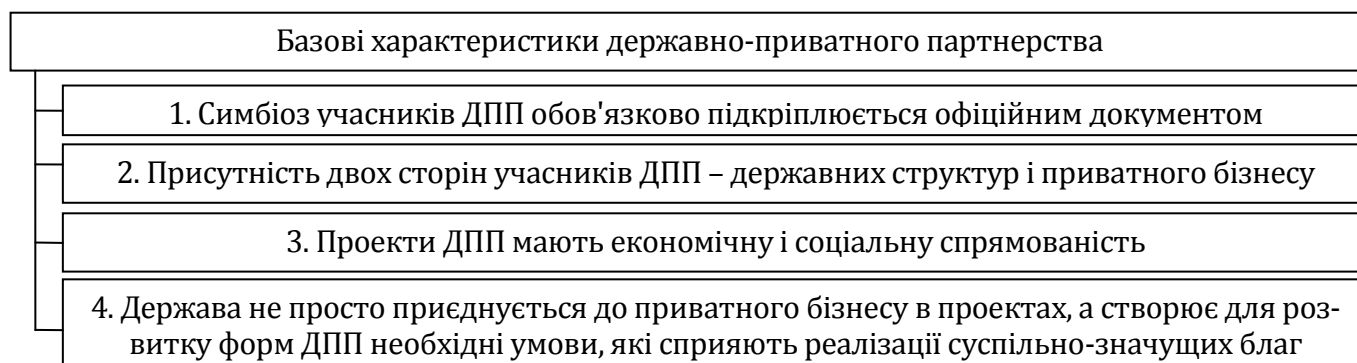 Базові характеристики державно-приватного партнерства
1. Симбіоз учасників ДПП обов'язково підкріплюється офіційним документом
2. Присутність двох сторін учасників ДПП – державних структур і приватного бізнесу
3. Проекти ДПП мають економічну і соціальну спрямованість
4. Держава не просто приєднується до приватного бізнесу в проектах, а створює для роз-
витку форм ДПП необхідні умови, які сприяють реалізації суспільно-значущих благ